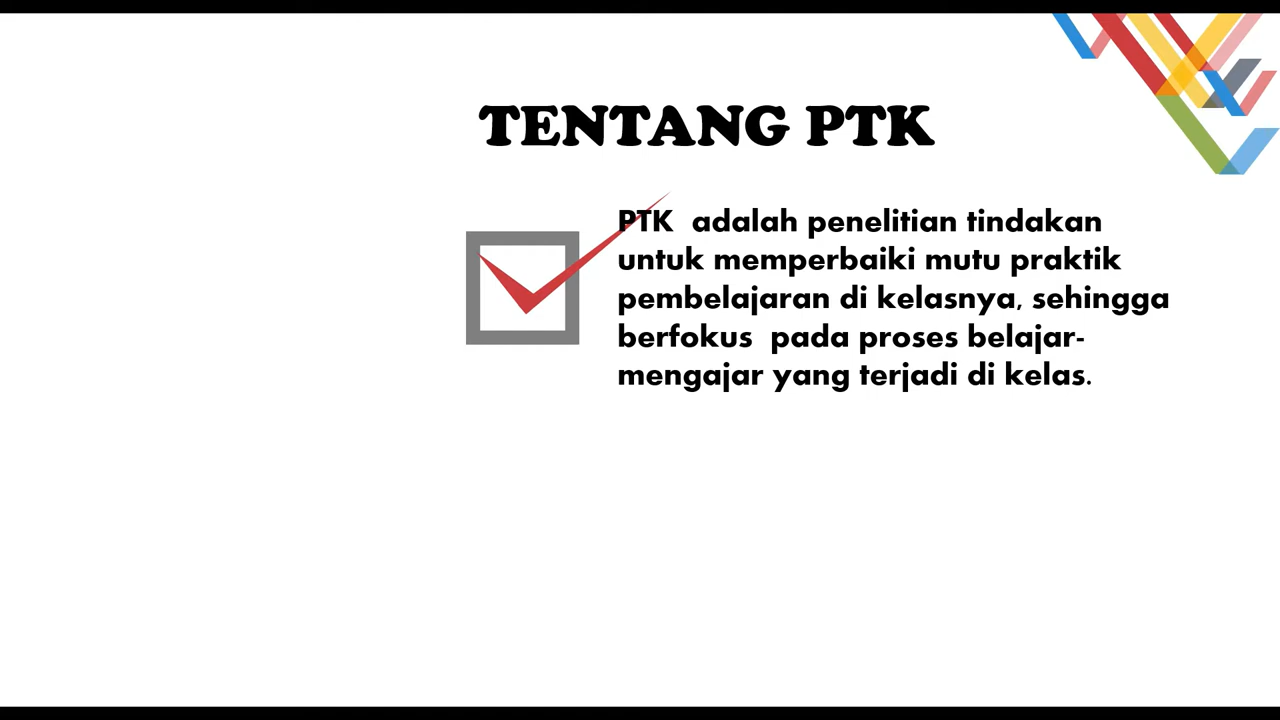 TENTANG PTK
PTK  adalah penelitian tindakan
untuk memperbaiki mutu praktik
pembelajaran di kelasnya, sehingga
berfokus  pada proses belajar-
mengajar yang terjadi di kelas.